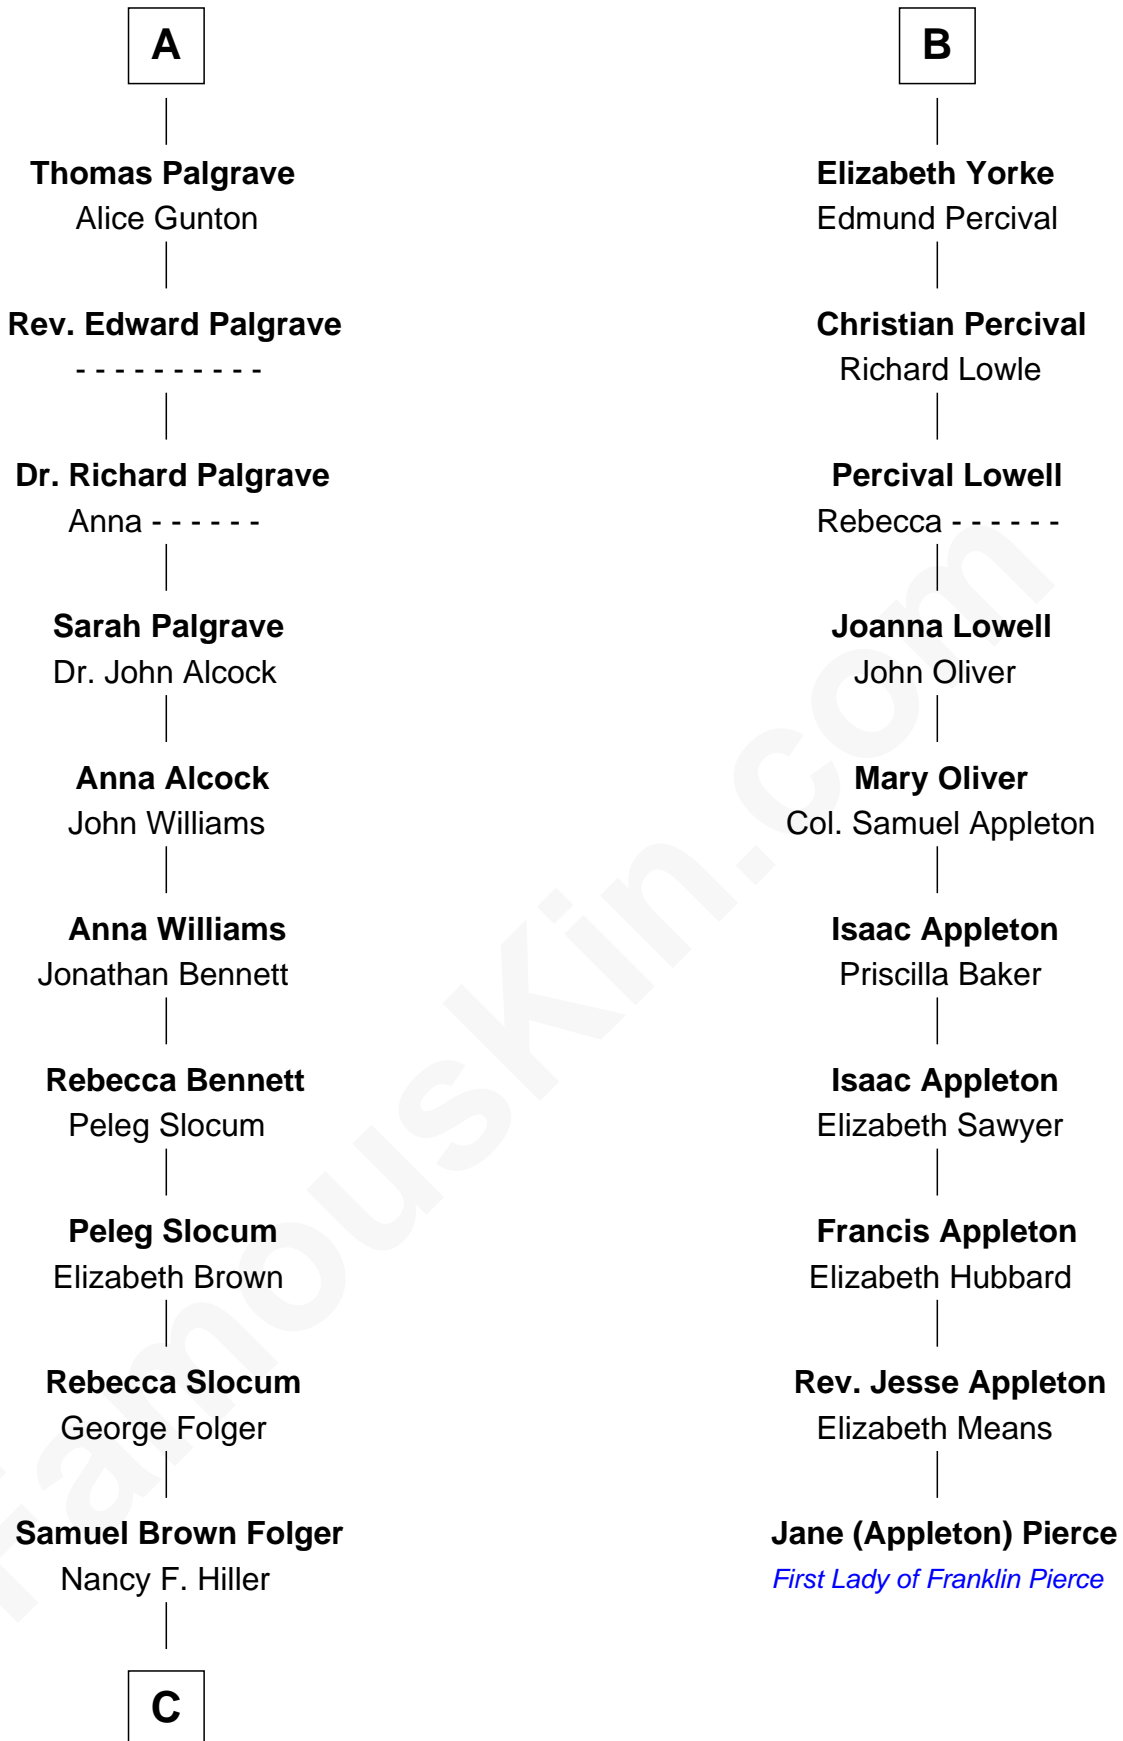 A
Thomas Palgrave
Alice Gunton
Rev. Edward Palgrave
- - - - - - - - - -
Dr. Richard Palgrave
Anna - - - - - -
Sarah Palgrave
Dr. John Alcock
Anna Alcock
John Williams
Anna Williams
Jonathan Bennett
Rebecca Bennett
Peleg Slocum
Peleg Slocum
Elizabeth Brown
Rebecca Slocum
George Folger
Samuel Brown Folger
Nancy F. Hiller
C
B
Elizabeth Yorke
Edmund Percival
Christian Percival
Richard Lowle
Percival Lowell
Rebecca - - - - - -
Joanna Lowell
John Oliver
Mary Oliver
Col. Samuel Appleton
Isaac Appleton
Priscilla Baker
Isaac Appleton
Elizabeth Sawyer
Francis Appleton
Elizabeth Hubbard
Rev. Jesse Appleton
Elizabeth Means
Jane (Appleton) Pierce
First Lady of Franklin Pierce
FamousKin.com